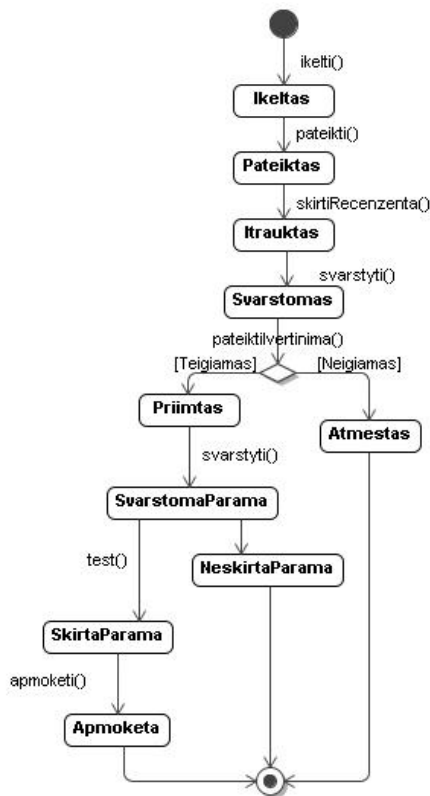 ikelti()
Ikeltas
pateikti()
Pateiktas
skirtiRecenzenta()
Itrauktas
svarstyti()
Svarstomas
pateiktiIvertinima()
[Teigiamas] [Neigiamas]
Priimtas
Atmestas
svarstyti()
SvarstomaParama
test()
NeskirtaParama
SkirtaParama
apmoketi()
Apmoketa